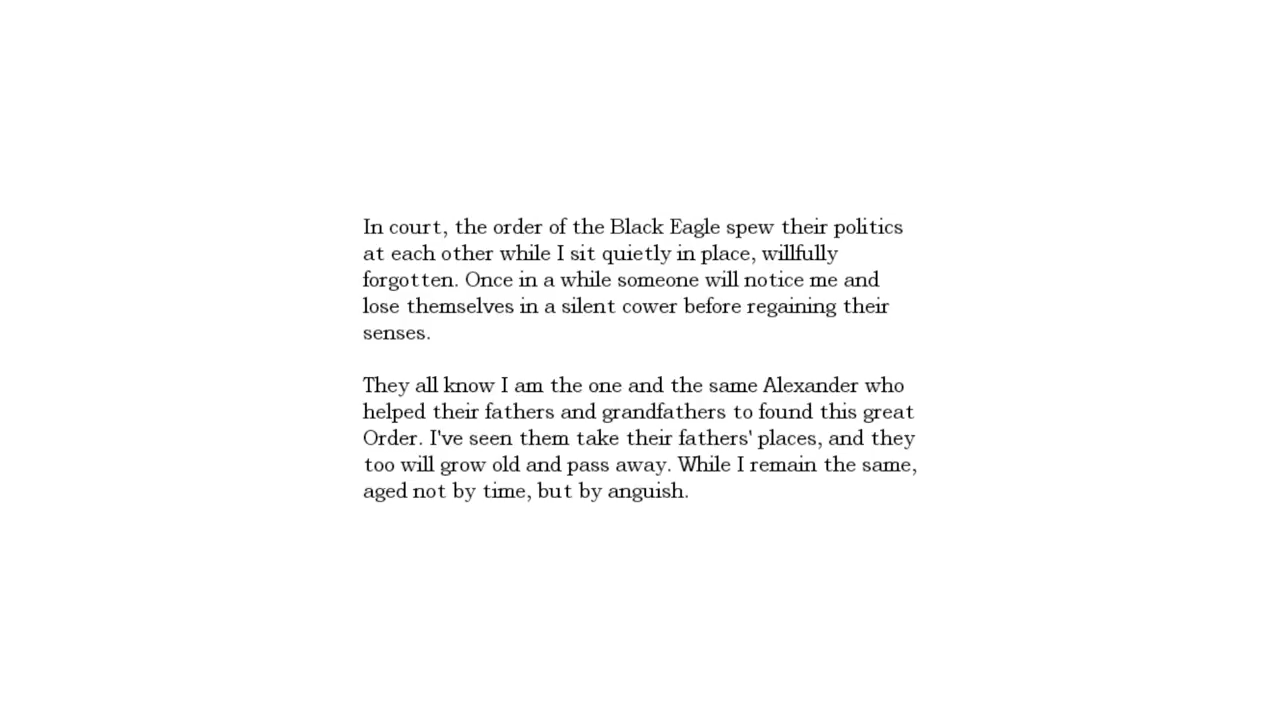 In court, the order of the Black Eagle spew their politics
at each other while I sit quietly in place, willfully
forgotten. Once in a while someone will notice me and
lose themselves in a silent cower before regaining their
senses.
They all know I am the one and the same Alexander who
helped their fathers and grandfathers to found this great
Order. I've seen them take their fathers' places, and they
too will grow old and pass away. While I remain the same,
aged not by time, but by anguish.